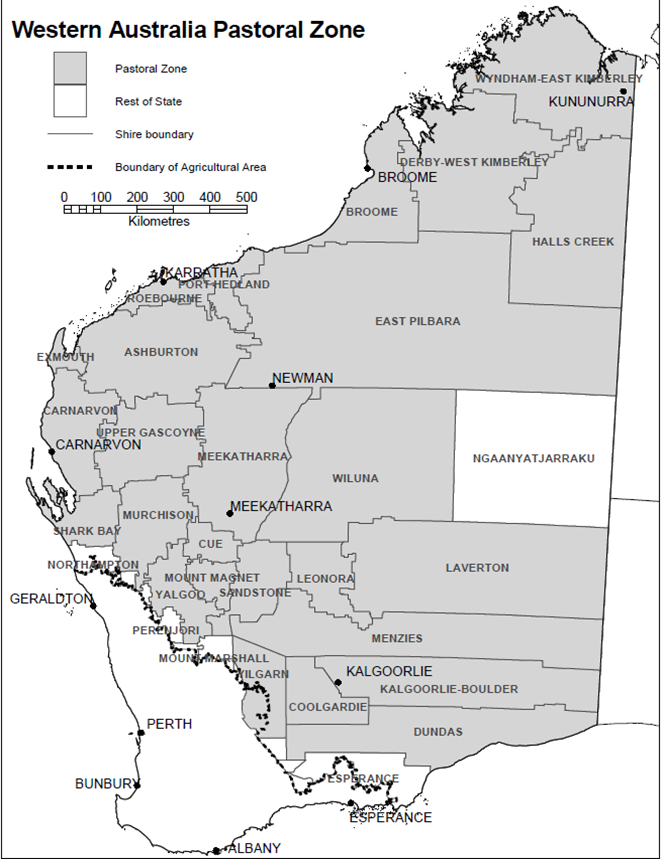 Western Australia Pastoral Zone
Pastoral Zone
Rest of State
Shire boundary
Boundary of Agricultural Area
0 100 200 300 400 500
Kilometres
WYNDHAM-EAST KIMBERLEY
KUNUNURRA
DERBY-WEST KIMBERLEY
BROOME
BROOME
HALLS CREEK
KARRATHA
PORT HEDLAND
ROEBOURNE
EAST PILBARA
EXMOUTH
ASHBURTON
NEWMAN
CARNARVON
UPPER GASCOYNE
CARNARVON
MEEKATHARRA
NGAANYATJARRAKU
WILUNA
MEEKATHARRA
MURCHISON
SHARK BAY
CUE
NORTHAMPTON
LAVERTON
MOUNT MAGNET
LEONORA
YALGOO
SANDSTONE
GERALDTON
PERENJORI
MENZIES
MOUNT MARSHALL
YILGARN
KALGOORLIE
KALGOORLIE-BOULDER
COOLGARDIE
PERTH
DUNDAS
BUNBURY
ESPERANCE
ESPERANCE
ALBANY